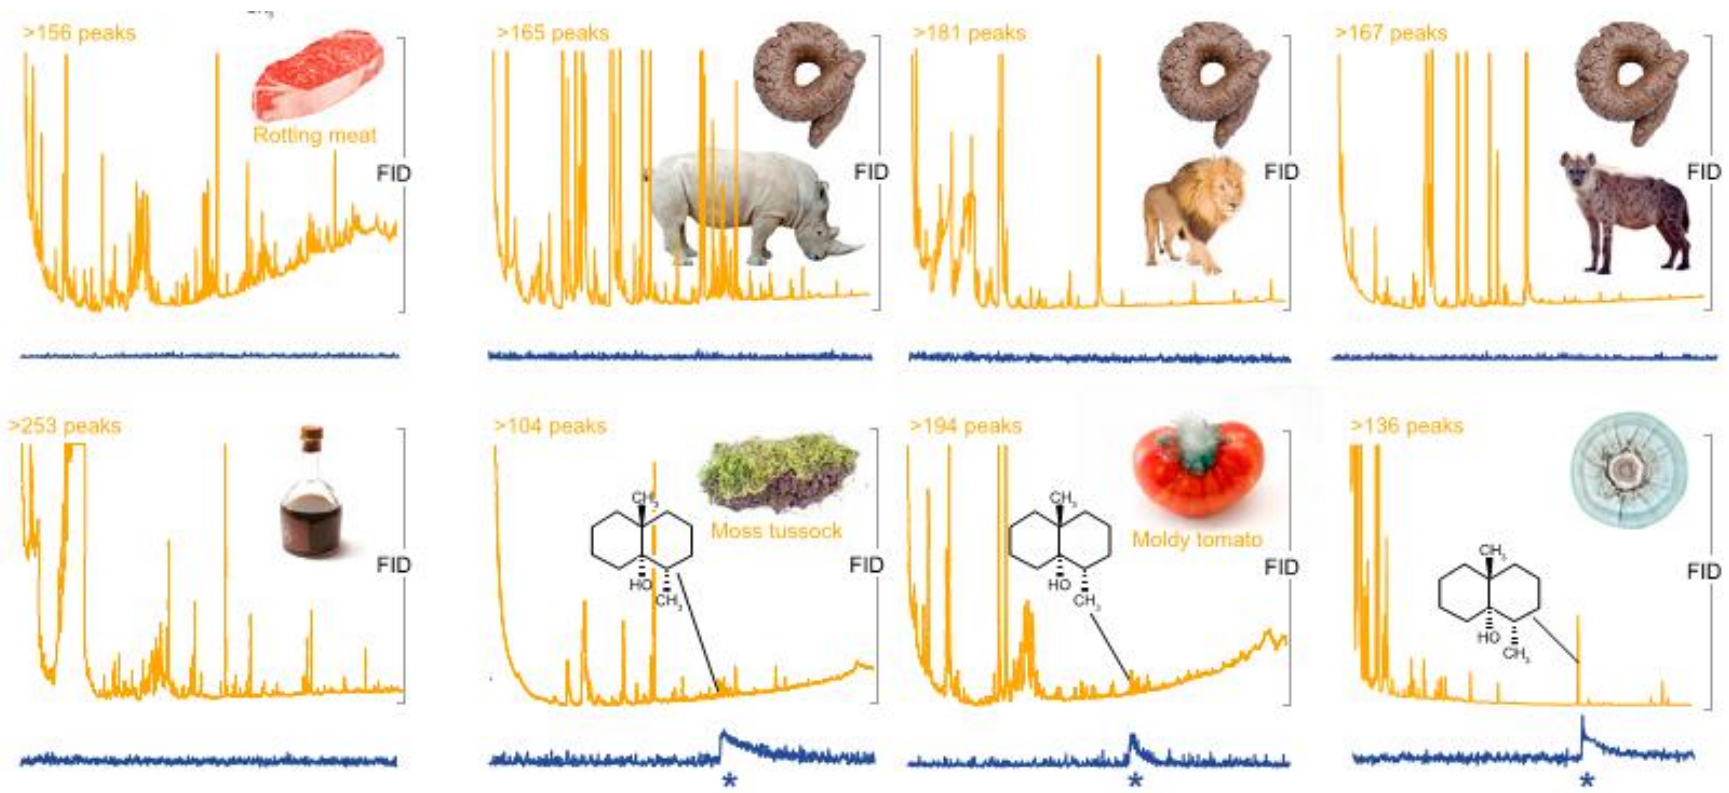 >156 peaks
Rotting meat
FID
>165 peaks
FID
>181 peaks
FID
>167 peaks
FID
>253 peaks
FID
>104 peaks
CH3
HO
CH3
Moss tussock
FID
*
>194 peaks
CH3
HO
CH3
Moldy tomato
FID
*
>136 peaks
CH3
HO
CH3
FID
*